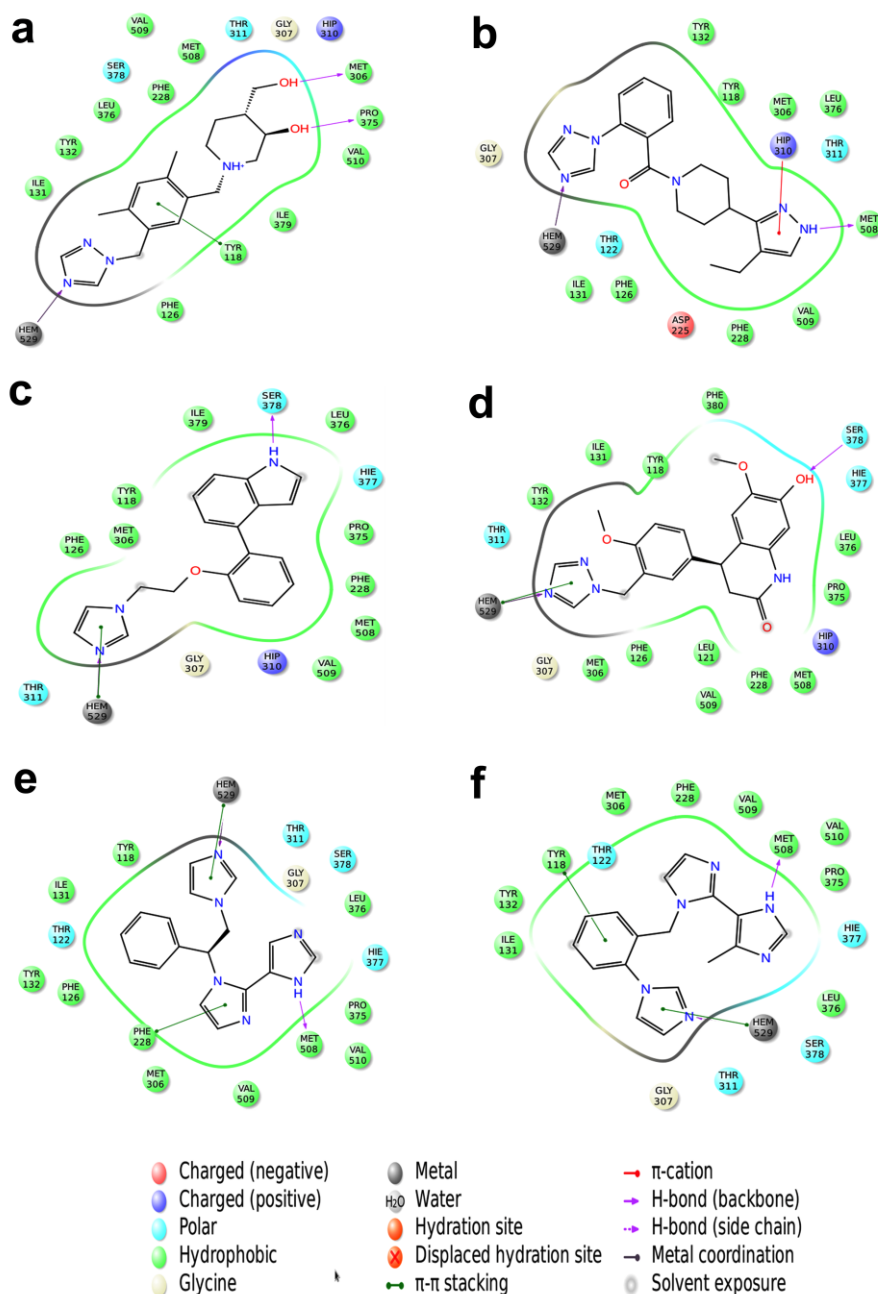 a
VAL 509
MET 508
THR 311
GLY 307
HIP 310
SER 378
PHE 228
LEU 376
TYR 132
ILE 131
OH
MET 306
OH
PRO 375
VAL 510
NH+
ILE 379
TYR 118
N
N
N
PHE 126
HEM 529
b
TYR 132
TYR 118
MET 306
LEU 376
HIP 310
THR 311
GLY 307
N
N
N
O
N
N
NH
MET 508
HEM 529
THR 122
ILE 131
PHE 126
ASP 225
PHE 228
VAL 509
c
ILE 379
SER 378
LEU 376
H
N
HIE 377
TYR 118
MET 306
PHE 126
PRO 375
O
PHE 228
N
N
MET 508
GLY 307
HIP 310
VAL 509
THR 311
HEM 529
d
PHE 380
SER 378
ILE 131
TYR 118
O
OH
HIE 377
TYR 132
THR 311
O
LEU 376
N
N
N
HEM 529
NH
O
PRO 375
HIP 310
GLY 307
MET 306
PHE 126
LEU 121
VAL 509
PHE 228
MET 508
e
HEM 529
THR 311
SER 378
TYR 118
N
GLY 307
ILE 131
N
LEU 376
THR 122
N
HIE 377
TYR 132
PHE 126
N
N
N
H
PHE 228
MET 508
PRO 375
VAL 510
MET 306
VAL 509
f
MET 306
PHE 228
VAL 509
MET 508
VAL 510
TYR 118
THR 122
N
PRO 375
N
H
N
TYR 132
HIE 377
ILE 131
N
N
N
LEU 376
HEM 529
SER 378
THR 311
GLY 307
Charged (negative)
Metal
π-cation
Charged (positive)
H₂O Water
H-bond (backbone)
Polar
Hydration site
H-bond (side chain)
Hydrophobic
Displaced hydration site
Metal coordination
Glycine
π-π stacking
Solvent exposure